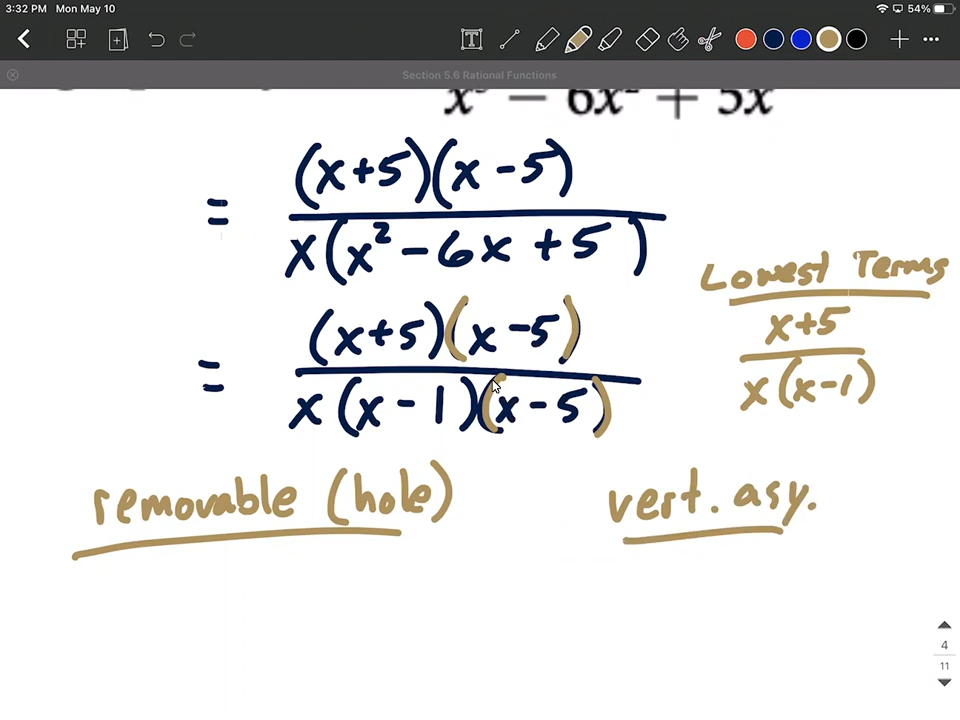 3:32 PM Mon May 10
54%
T
Section 5.6 Rational Functions
x³ − 6x² + 5x
(x+5)(x−5)
=
x(x²−6x+5)
Lowest Terms
x+5
x(x−1)
(x+5)(x−5)
=
x(x−1)(x−5)
removable (hole)
vert. asy.
4
11